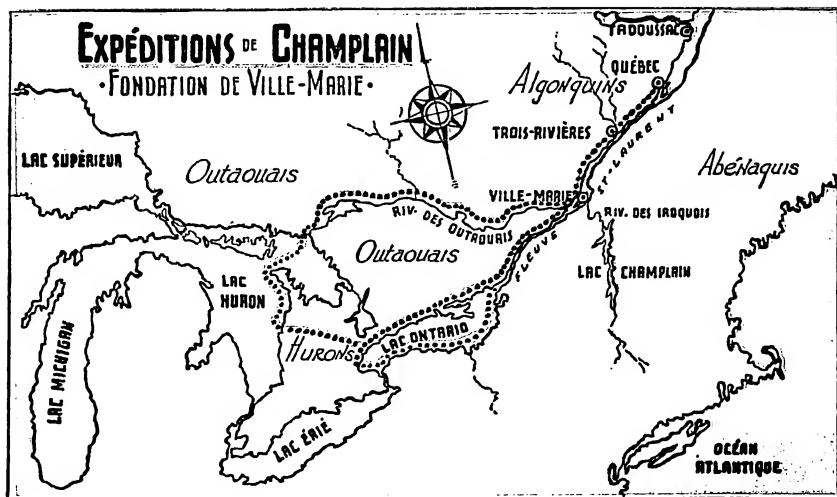 EXPÉDITIONS DE CHAMPLAIN
·FONDATION DE VILLE-MARIE·
TADOUSSAC
QUÉBEC
Algonquins
TROIS-RIVIÈRES
ST-LAURENT
LAC SUPÉRIEUR
Outaouais
Abénaquis
VILLE-MARIE
RIV. DES OUTAOUAIS
RIV. DES IROQUOIS
Outaouais
FLEUVE
LAC CHAMPLAIN
LAC
HURON
LAC ONTARIO
HURONS
LAC MICHIGAN
LAC ÉRIÉ
OCÉAN
ATLANTIQUE